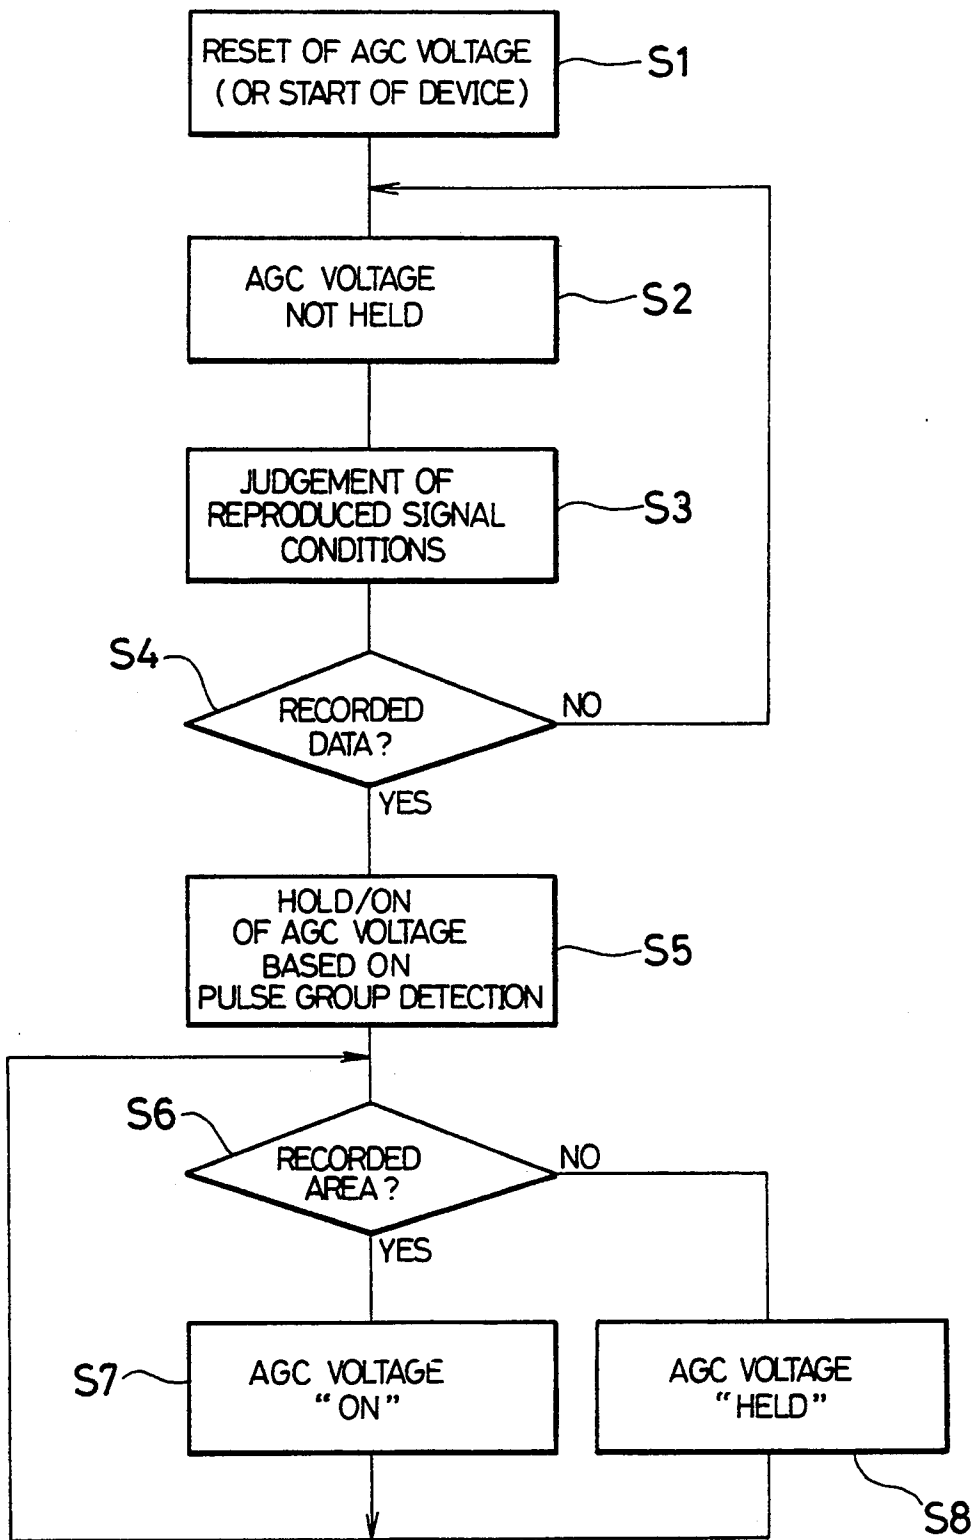 RESET OF AGC VOLTAGE
(OR START OF DEVICE)
S1
AGC VOLTAGE
NOT HELD
S2
JUDGEMENT OF
REPRODUCED SIGNAL
CONDITIONS
S3
S4
RECORDED
DATA?
NO
YES
HOLD/ON
OF AGC VOLTAGE
BASED ON
PULSE GROUP DETECTION
S5
S6
RECORDED
AREA?
NO
YES
S7
AGC VOLTAGE
"ON"
AGC VOLTAGE
"HELD"
S8